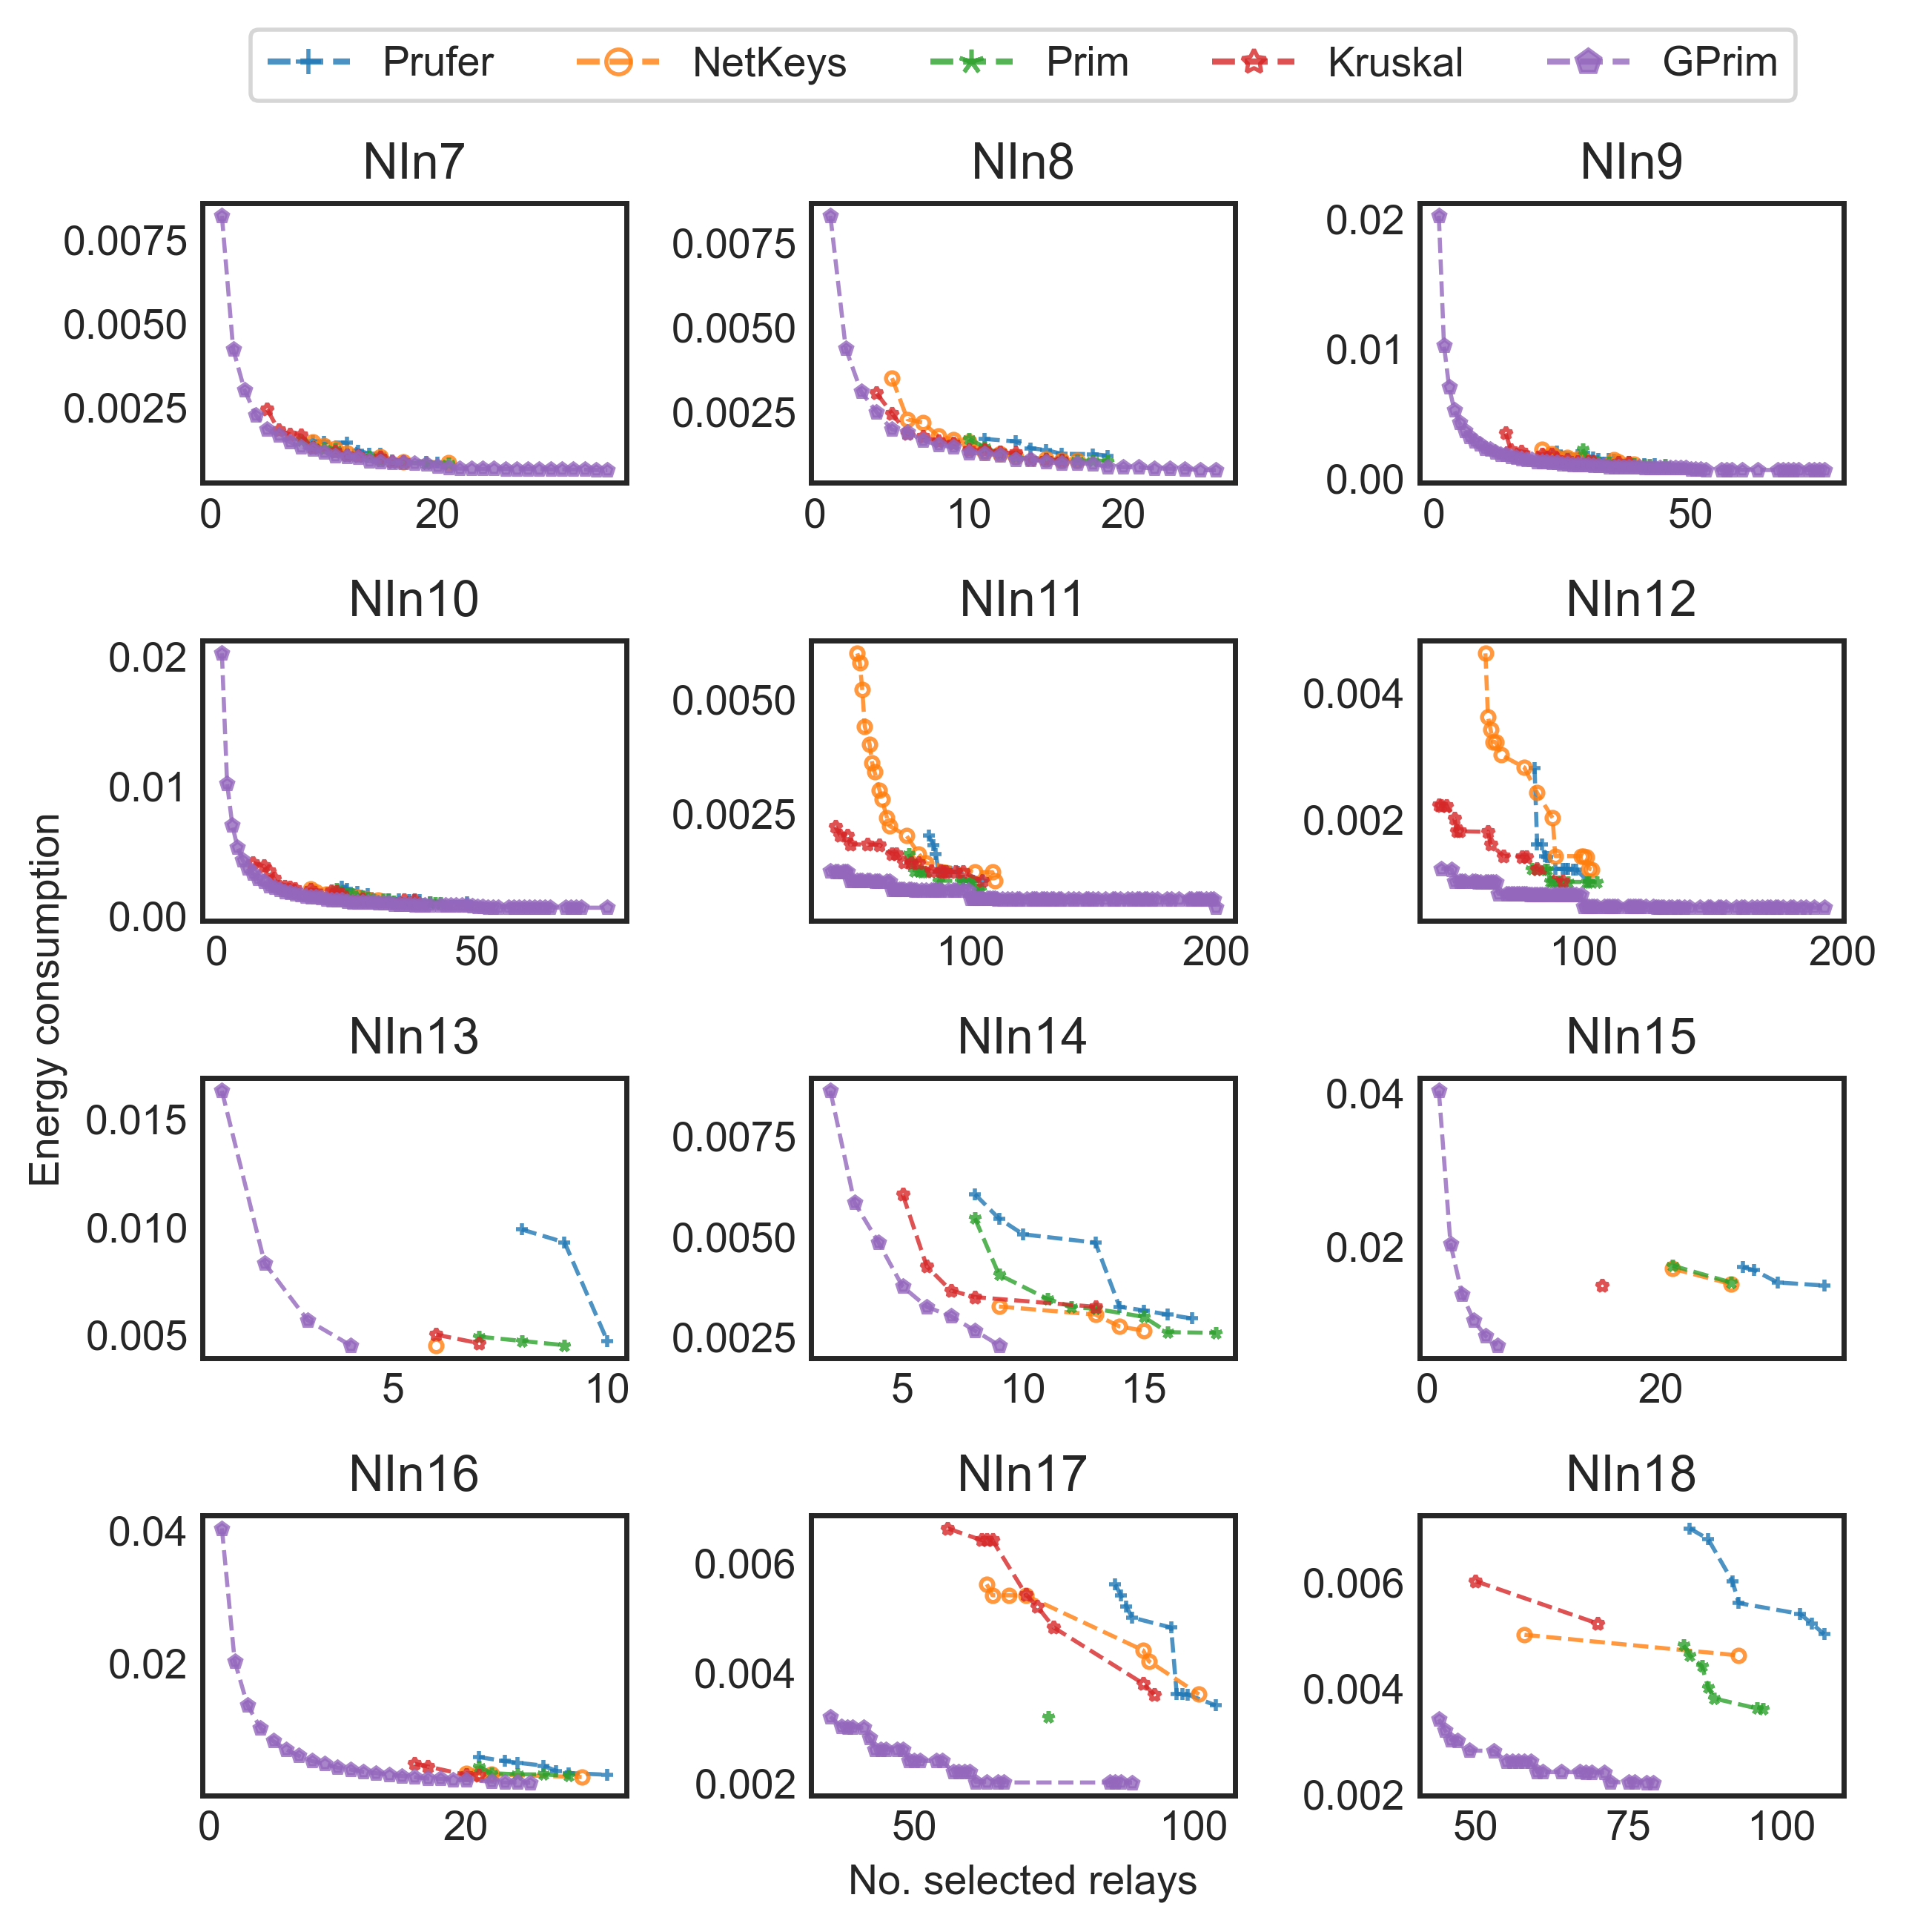 Prufer NetKeys Prim Kruskal GPrim
NIn7 NIn8 NIn9
0.0075 0.0050 0.0025
0 20
0.0075 0.0050 0.0025
0 10 20
0.02 0.01 0.00
0 50
NIn10 NIn11 NIn12
0.02 0.01 0.00
0 50
0.0050 0.0025
100 200
0.004 0.002
100 200
Energy consumption
NIn13 NIn14 NIn15
0.015 0.010 0.005
5 10
0.0075 0.0050 0.0025
5 10 15
0.04 0.02
0 20
NIn16 NIn17 NIn18
0.04 0.02
0 20
0.006 0.004 0.002
50 100
0.006 0.004 0.002
50 75 100
No. selected relays